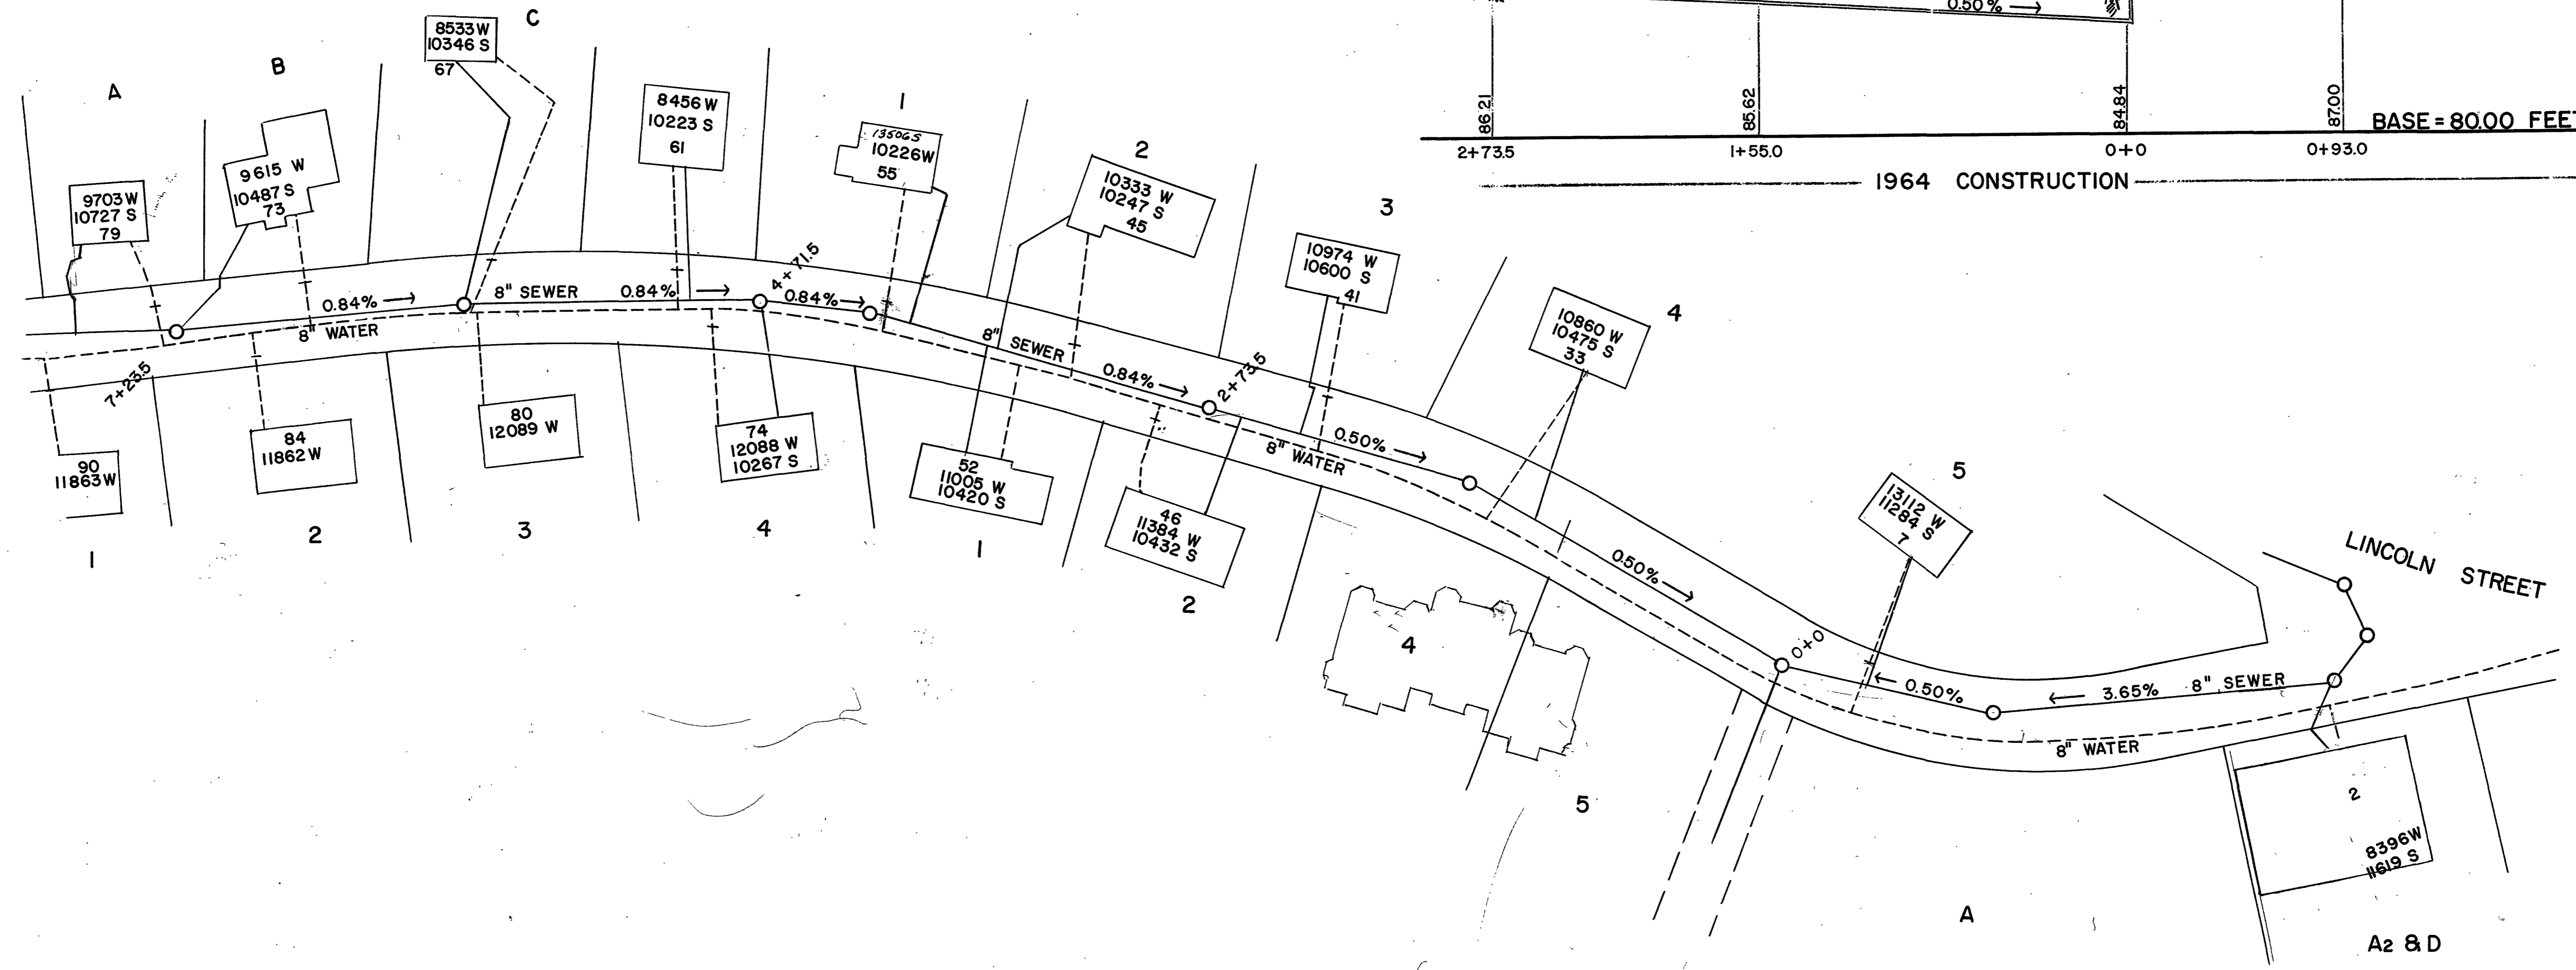 0.50%
86.21
85.62
84.84
87.00
BASE = 80.00 FEET
2+73.5
1+55.0
0+0
0+93.0
1964 CONSTRUCTION
A
B
C
8533 W
10346 S
67
8456 W
10223 S
61
1
13506 S
10226 W
55
2
10333 W
10247 S
45
3
10974 W
10600 S
41
4
10860 W
10475 S
33
5
13112 W
11284 S
7
9703 W
10727 S
79
9615 W
10487 S
73
0.84%
8" SEWER
0.84%
4+71.5
0.84%
8" SEWER
0.84%
2+73.5
0.50%
0.50%
0+0
0.50%
3.65%
8" SEWER
LINCOLN STREET
8" WATER
8" WATER
8" WATER
7+23.5
90
11863 W
84
11862 W
80
12089 W
74
12088 W
10267 S
52
11005 W
10420 S
46
11384 W
10432 S
1
2
3
4
1
2
4
5
A
2
8396 W
11619 S
A2 & D